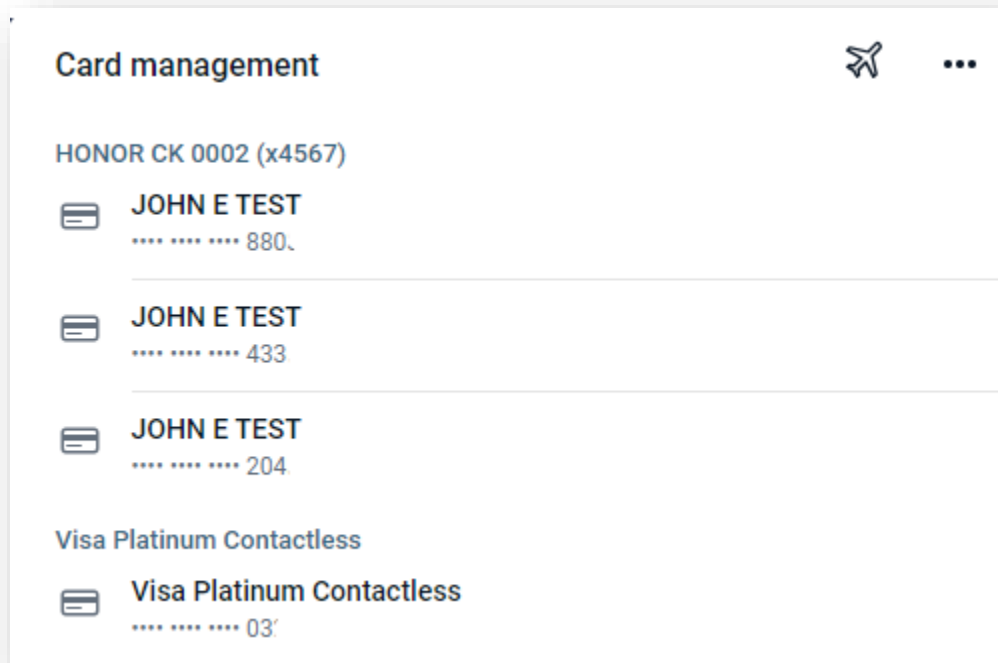 Card management
HONOR CK 0002 (x4567)
JOHN E TEST
•••• •••• •••• 880
JOHN E TEST
•••• •••• •••• 433
JOHN E TEST
•••• •••• •••• 204
Visa Platinum Contactless
Visa Platinum Contactless
•••• •••• •••• 03